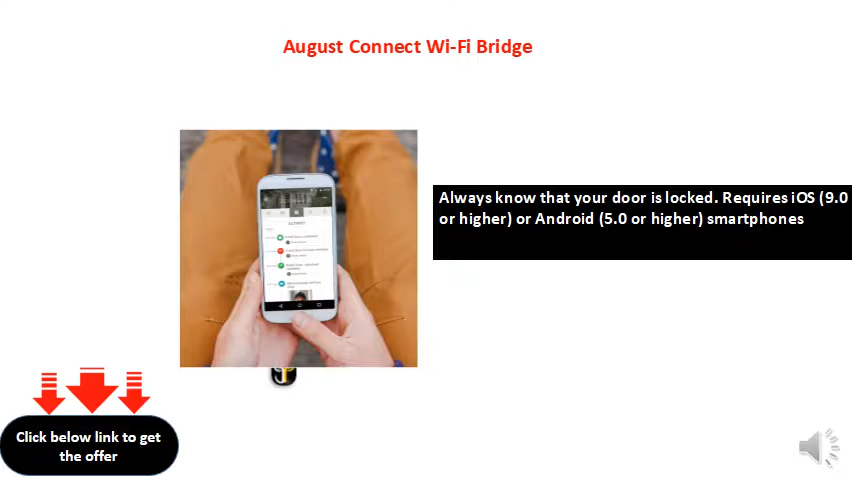 August Connect Wi-Fi Bridge
Always know that your door is locked. Requires iOS (9.0
or higher) or Android (5.0 or higher) smartphones
ACTIVITY
Click below link to get
the offer